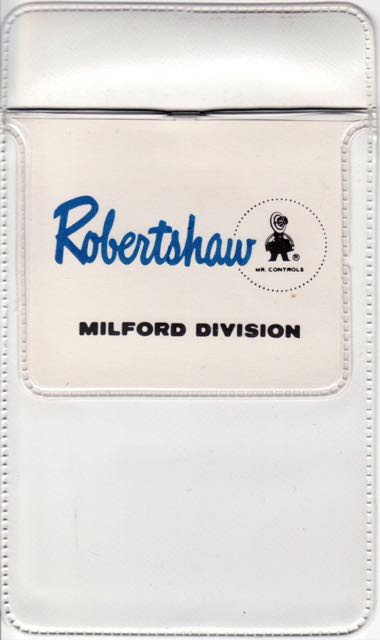 Robertshaw
®
MR. CONTROLS
MILFORD DIVISION